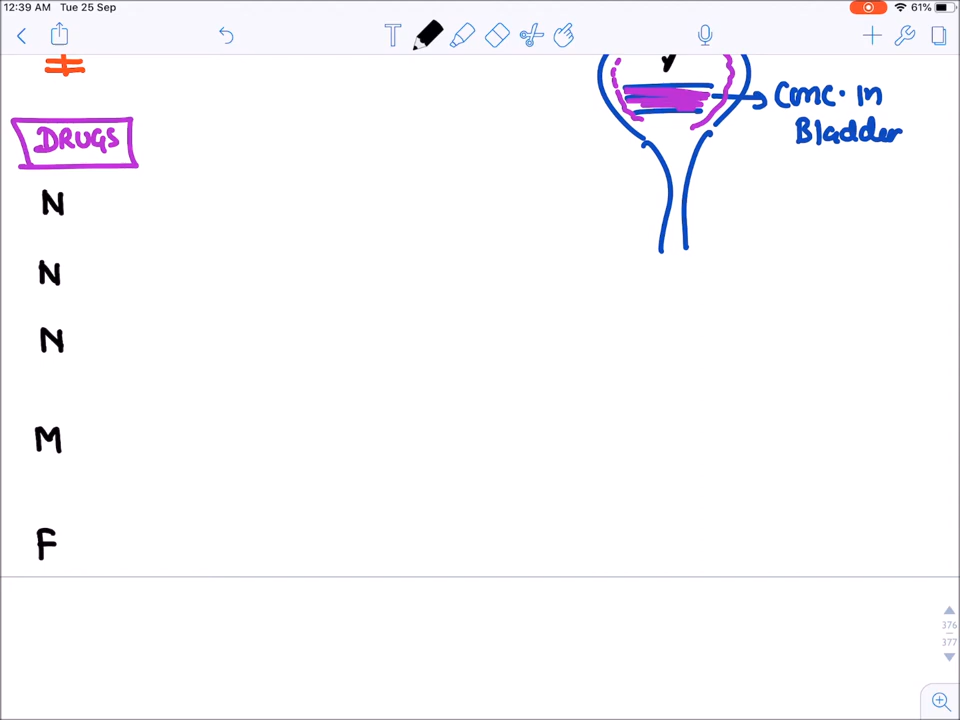 12:39 AM Tue 25 Sep
61%
T
y
Conc. in
Bladder
DRUGS
N
N
N
M
F
376
377